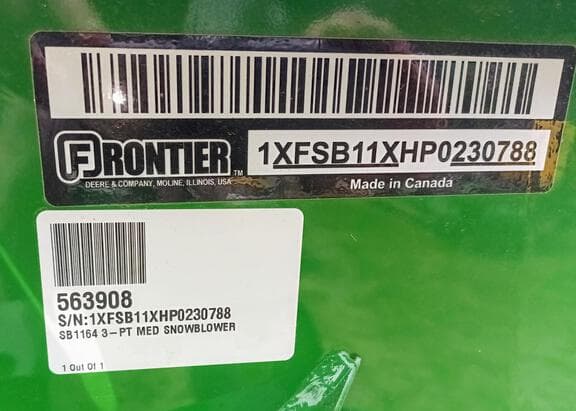 FRONTIER™
1XFSB11XHP0230788
DEERE & COMPANY, MOLINE, ILLINOIS, USA
Made in Canada
563908
S/N:1XFSB11XHP0230788
SB1164 3-PT MED SNOWBLOWER
1 Out Of 1